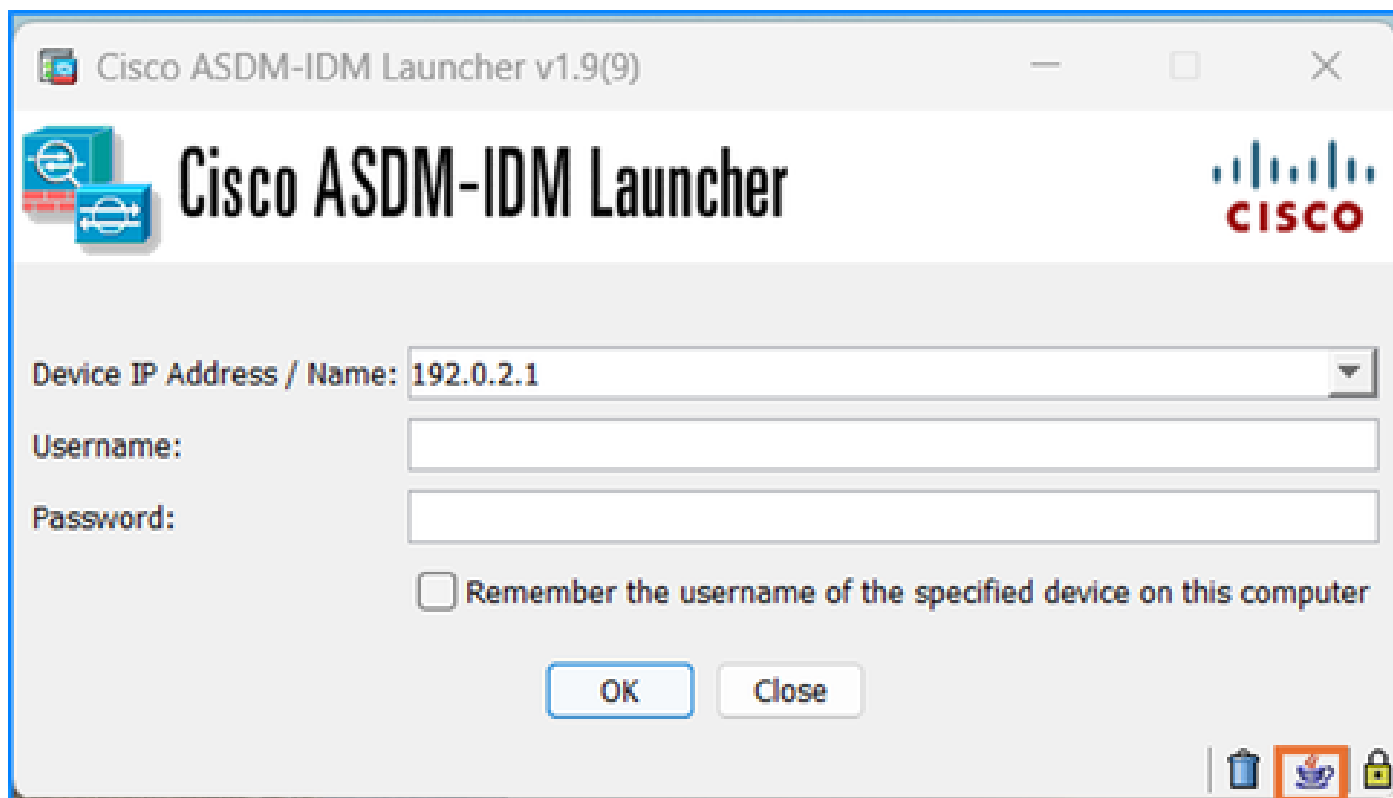 Cisco ASDM-IDM Launcher v1.9(9)
Cisco ASDM-IDM Launcher
CISCO
Device IP Address / Name: 192.0.2.1
Username:
Password:
Remember the username of the specified device on this computer
OK Close